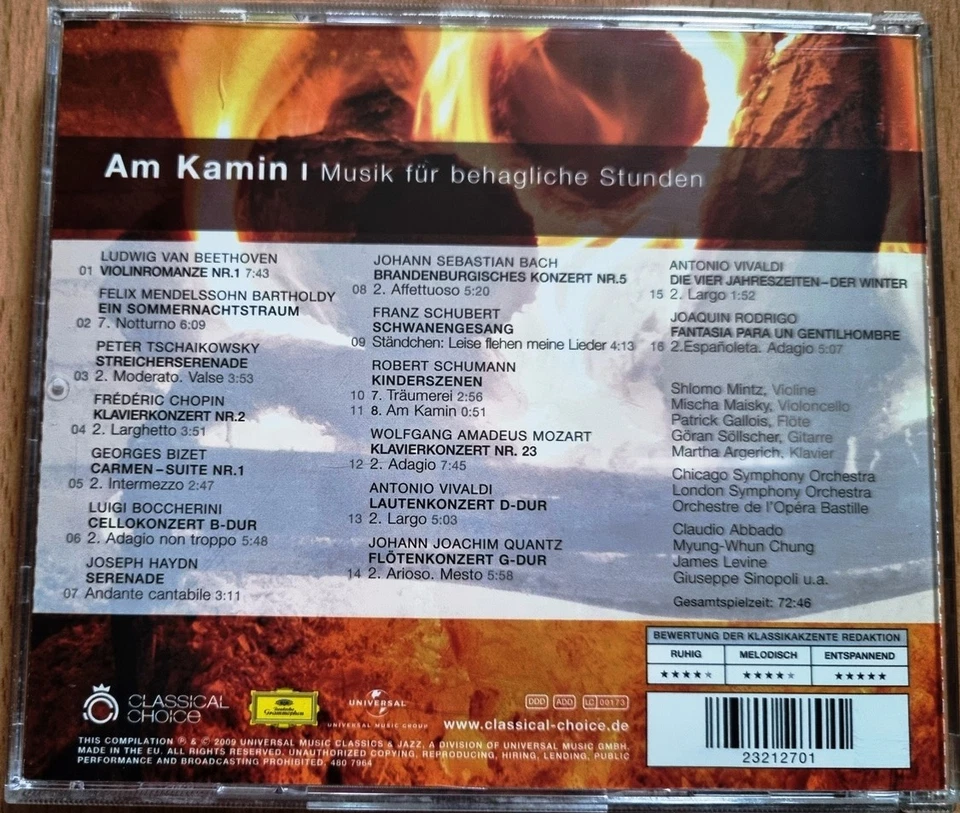 Am Kamin | Musik für behagliche Stunden
LUDWIG VAN BEETHOVEN
01 VIOLINROMANZE NR.1 7:43
FELIX MENDELSSOHN BARTHOLDY
EIN SOMMERNACHTSTRAUM
02 7. Notturno 6:09
PETER TSCHAIKOWSKY
STREICHERSERENADE
03 2. Moderato. Valse 3:53
FRÉDÉRIC CHOPIN
KLAVIERKONZERT NR.2
04 2. Larghetto 3:51
GEORGES BIZET
CARMEN–SUITE NR.1
05 2. Intermezzo 2:47
LUIGI BOCCHERINI
CELLOKONZERT B-DUR
06 2. Adagio non troppo 5:48
JOSEPH HAYDN
SERENADE
07 Andante cantabile 3:11
JOHANN SEBASTIAN BACH
BRANDENBURGISCHES KONZERT NR.5
08 2. Affettuoso 5:20
FRANZ SCHUBERT
SCHWANENGESANG
09 Ständchen: Leise flehen meine Lieder 4:13
ROBERT SCHUMANN
KINDERSZENEN
10 7. Träumerei 2:56
11 8. Am Kamin 0:51
WOLFGANG AMADEUS MOZART
KLAVIERKONZERT NR. 23
12 2. Adagio 7:45
ANTONIO VIVALDI
LAUTENKONZERT D-DUR
13 2. Largo 5:03
JOHANN JOACHIM QUANTZ
FLÖTENKONZERT G-DUR
14 2. Arioso. Mesto 5:58
ANTONIO VIVALDI
DIE VIER JAHRESZEITEN–DER WINTER
15 2. Largo 1:52
JOAQUIN RODRIGO
FANTASIA PARA UN GENTILHOMBRE
16 2.Españoleta. Adagio 5:07
Shlomo Mintz, Violine
Mischa Maisky, Violoncello
Patrick Gallois, Flöte
Göran Söllscher, Gitarre
Martha Argerich, Klavier
Chicago Symphony Orchestra
London Symphony Orchestra
Orchestre de l'Opéra Bastille
Claudio Abbado
Myung-Whun Chung
James Levine
Giuseppe Sinopoli u.a.
Gesamtspielzeit: 72:46
BEWERTUNG DER KLASSIKAKZENTE REDAKTION
RUHIG MELODISCH ENTSPANNEND
★★★★★ ★★★★★ ★★★★★
CLASSICAL
CHOICE
Deutsche
Grammophon
UNIVERSAL
UNIVERSAL MUSIC GROUP
DDD ADD LC 00173
www.classical-choice.de
THIS COMPILATION ℗ & © 2009 UNIVERSAL MUSIC CLASSICS & JAZZ, A DIVISION OF UNIVERSAL MUSIC GMBH.
MADE IN THE EU. ALL RIGHTS RESERVED. UNAUTHORIZED COPYING, REPRODUCING, HIRING, LENDING, PUBLIC
PERFORMANCE AND BROADCASTING PROHIBITED. 480 7964
23212701